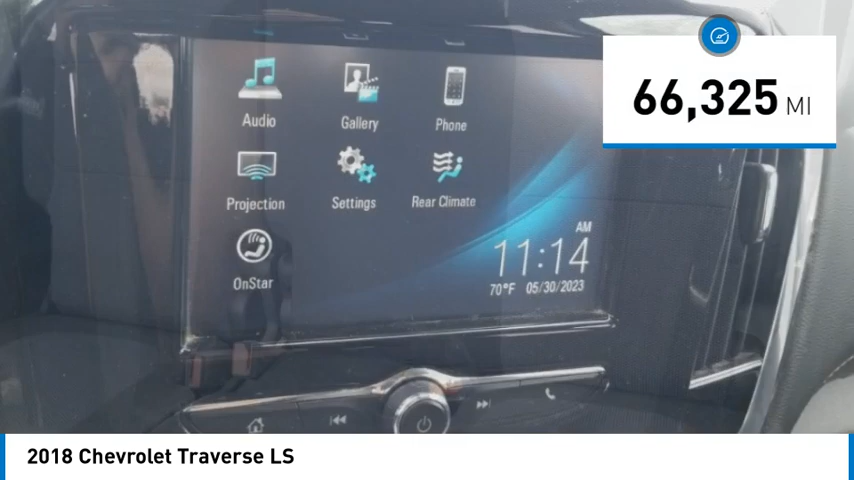 66,325 MI
Audio
Gallery
Phone
Projection
Settings
Rear Climate
OnStar
AM
11:14
70°F 05/30/2023
2018 Chevrolet Traverse LS